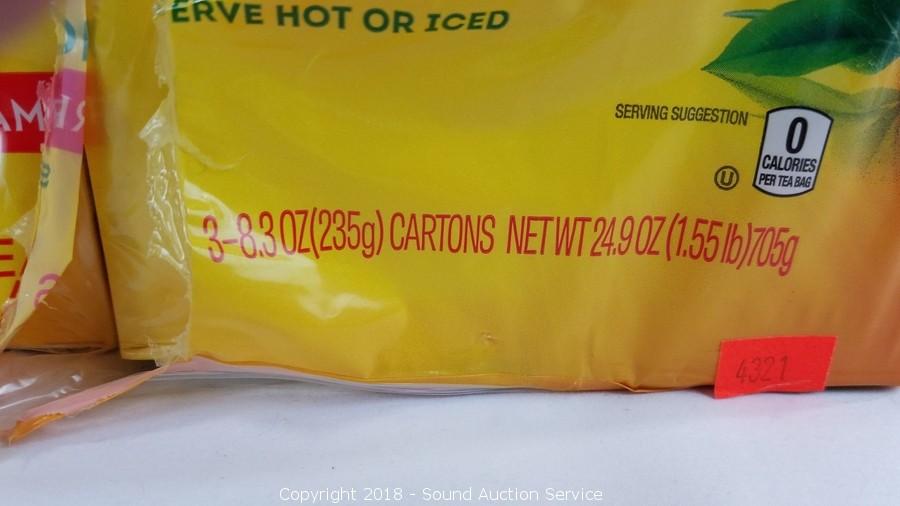 ERVE HOT OR ICED
SERVING SUGGESTION
0
CALORIES
PER TEA BAG
U
3-8.3 OZ(235g) CARTONS NET WT 24.9 OZ (1.55 lb)705g
4321
Copyright 2018 - Sound Auction Service